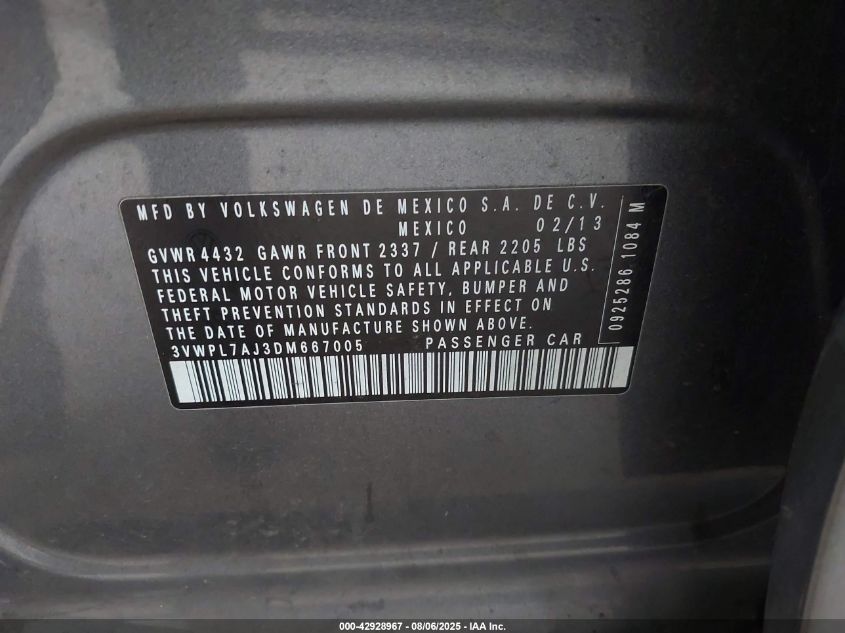 MFD BY VOLKSWAGEN DE MEXICO S.A. DE C.V.
MEXICO 02/13
GVWR 4432 GAWR FRONT 2337 / REAR 2205 LBS
THIS VEHICLE CONFORMS TO ALL APPLICABLE U.S.
FEDERAL MOTOR VEHICLE SAFETY, BUMPER AND
THEFT PREVENTION STANDARDS IN EFFECT ON
THE DATE OF MANUFACTURE SHOWN ABOVE.
3VWPL7AJ3DM667005 PASSENGER CAR
0925286 1084 M
000-42928967 - 08/06/2025 - IAA Inc.